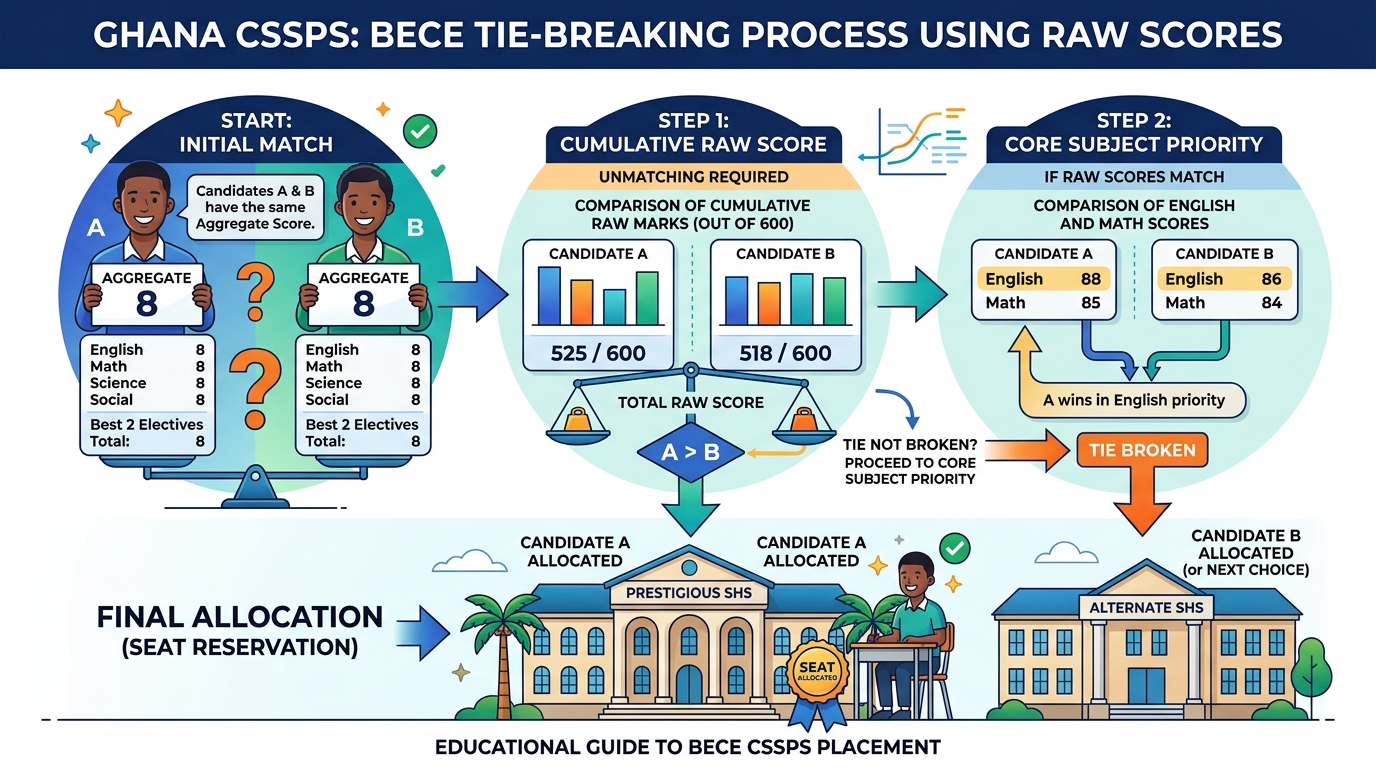 GHANA CSSPS: BECE TIE-BREAKING PROCESS USING RAW SCORES
START:
INITIAL MATCH
Candidates A & B
have the same
Aggregate Score.
A
B
AGGREGATE
8
AGGREGATE
8
?
?
English 8
Math 8
Science 8
Social 8
Best 2 Electives
Total: 8
English 8
Math 8
Science 8
Social 8
Best 2 Electives
Total: 8
STEP 1:
CUMULATIVE RAW SCORE
UNMATCHING REQUIRED
COMPARISON OF CUMULATIVE
RAW MARKS (OUT OF 600)
CANDIDATE A
525 / 600
CANDIDATE B
518 / 600
TOTAL RAW SCORE
A > B
TIE NOT BROKEN?
PROCEED TO CORE
SUBJECT PRIORITY
STEP 2:
CORE SUBJECT PRIORITY
IF RAW SCORES MATCH
COMPARISON OF ENGLISH
AND MATH SCORES
CANDIDATE A
English 88
Math 85
CANDIDATE B
English 86
Math 84
A wins in English priority
TIE BROKEN
FINAL ALLOCATION
(SEAT RESERVATION)
CANDIDATE A
ALLOCATED
CANDIDATE A
ALLOCATED
PRESTIGIOUS SHS
SEAT
ALLOCATED
CANDIDATE B
ALLOCATED
(or NEXT CHOICE)
ALTERNATE SHS
EDUCATIONAL GUIDE TO BECE CSSPS PLACEMENT